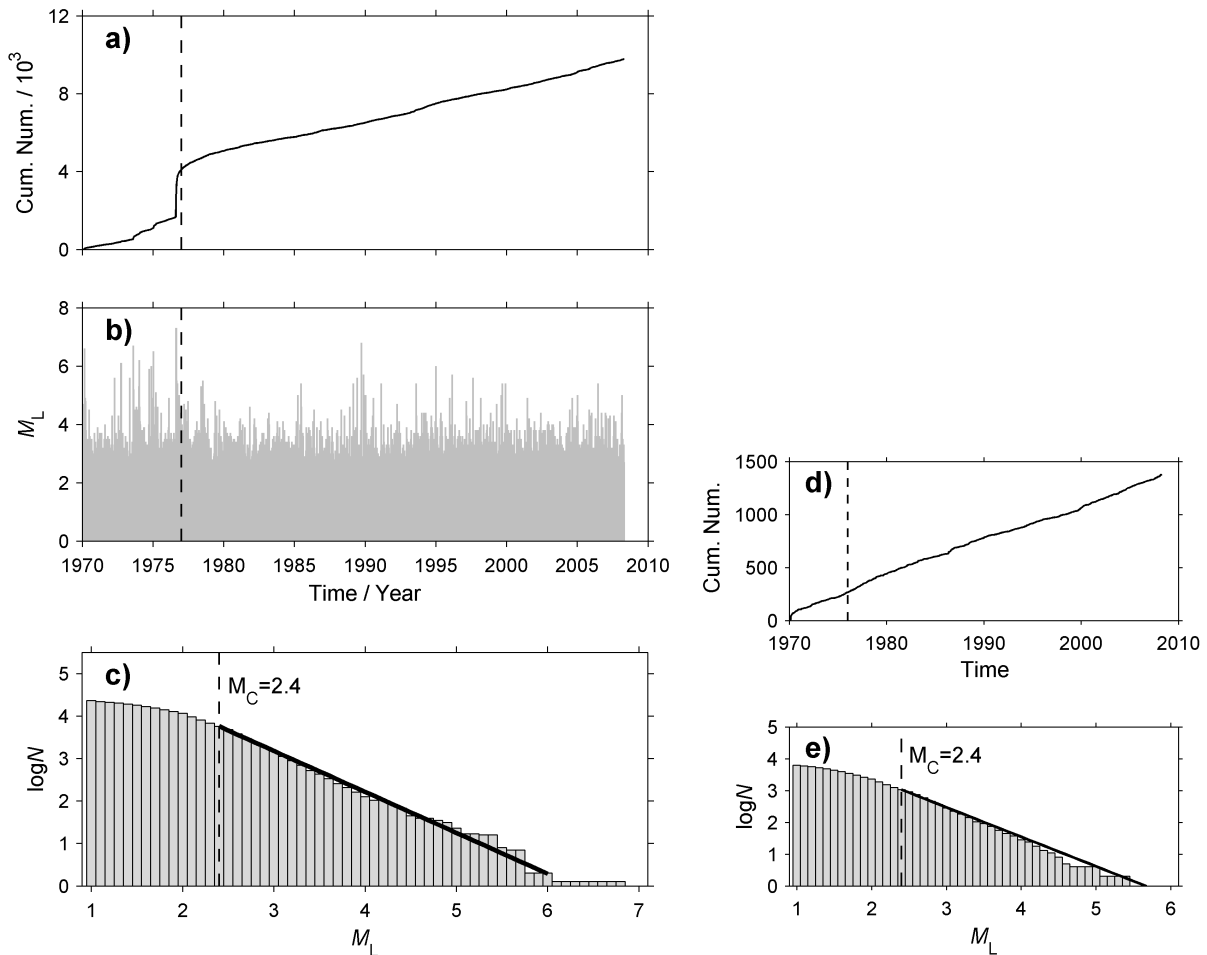 a)
Cum. Num. / 10³
12
8
4
0
b)
M_L
8
6
4
2
0
1970 1975 1980 1985 1990 1995 2000 2005 2010
Time / Year
c)
M_C=2.4
logN
5
4
3
2
1
0
1 2 3 4 5 6 7
M_L
d)
Cum. Num.
1500
1000
500
0
1970 1980 1990 2000 2010
Time
e)
M_C=2.4
logN
5
4
3
2
1
0
1 2 3 4 5 6
M_L